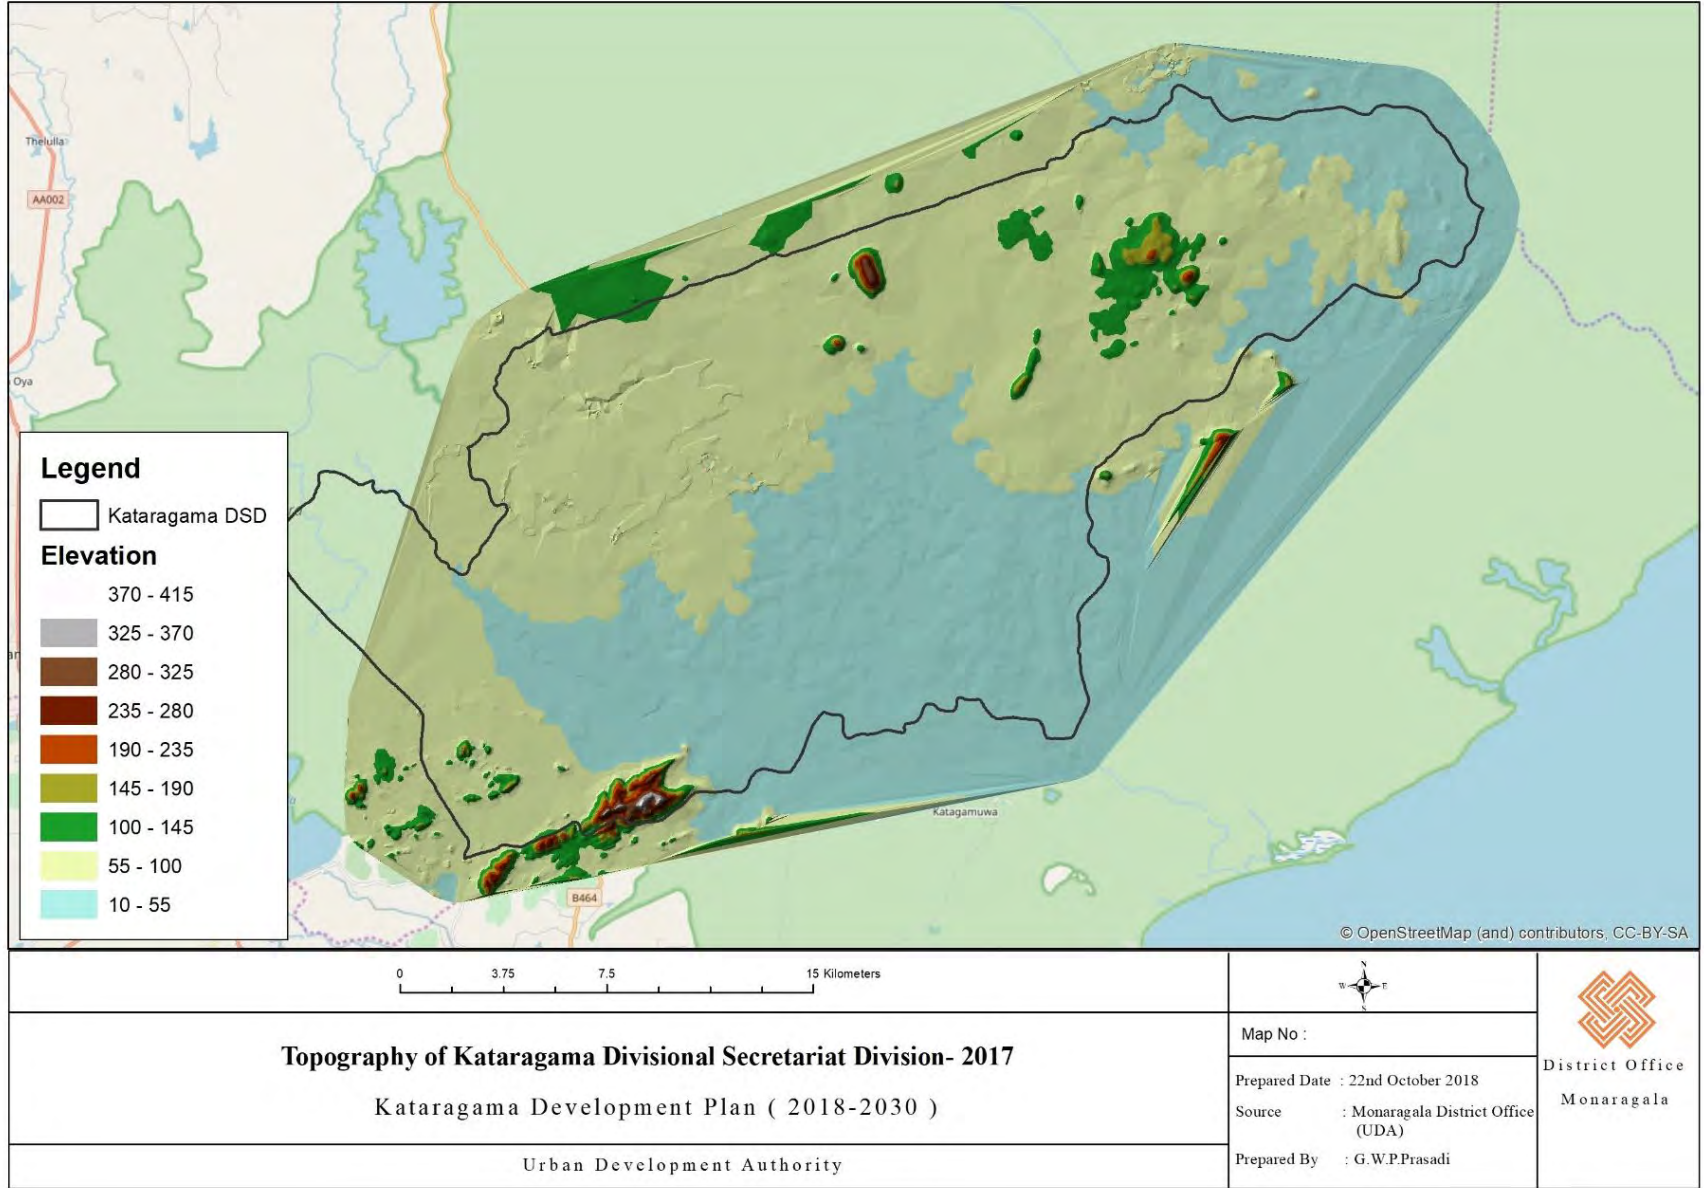 Thelulla
AA002
Oya
Legend
Kataragama DSD
Elevation
370 - 415
325 - 370
280 - 325
235 - 280
190 - 235
145 - 190
100 - 145
55 - 100
10 - 55
Katagamuwa
B464
© OpenStreetMap (and) contributors, CC-BY-SA
0 3.75 7.5 15 Kilometers
N
W E
S
Topography of Kataragama Divisional Secretariat Division- 2017
Kataragama Development Plan ( 2018-2030 )
Urban Development Authority
Map No :
Prepared Date : 22nd October 2018
Source : Monaragala District Office
(UDA)
Prepared By : G.W.P.Prasadi
District Office
Monaragala